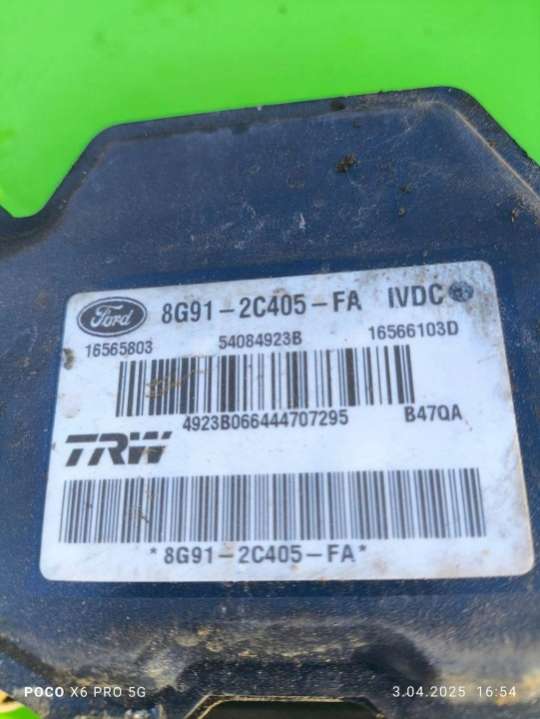 Ford 8G91-2C405-FA IVDC
16565803 54084923B 16566103D
4923B066444707295 B47QA
TRW
*8G91-2C405-FA*
POCO X6 PRO 5G 3.04.2025 16:54